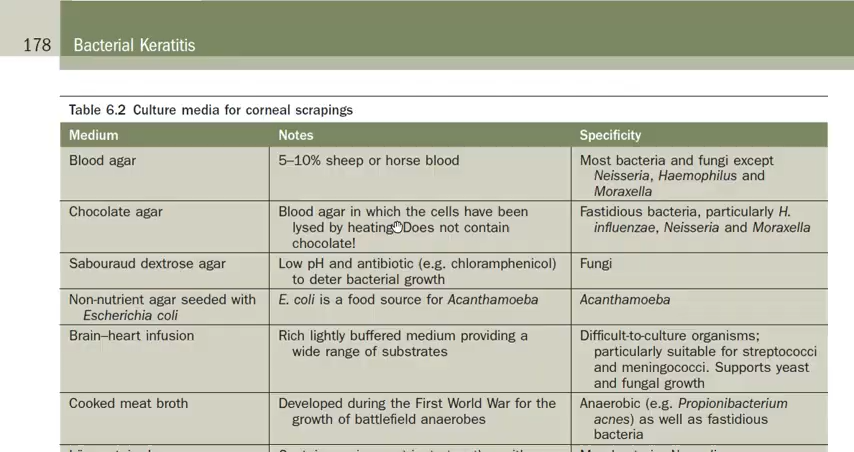 178 Bacterial Keratitis
Table 6.2 Culture media for corneal scrapings
Medium Notes Specificity
Blood agar 5–10% sheep or horse blood Most bacteria and fungi except
Neisseria, Haemophilus and
Moraxella
Chocolate agar Blood agar in which the cells have been Fastidious bacteria, particularly H.
lysed by heating. Does not contain influenzae, Neisseria and Moraxella
chocolate!
Sabouraud dextrose agar Low pH and antibiotic (e.g. chloramphenicol) Fungi
to deter bacterial growth
Non-nutrient agar seeded with E. coli is a food source for Acanthamoeba Acanthamoeba
Escherichia coli
Brain–heart infusion Rich lightly buffered medium providing a Difficult-to-culture organisms;
wide range of substrates particularly suitable for streptococci
and meningococci. Supports yeast
and fungal growth
Cooked meat broth Developed during the First World War for the Anaerobic (e.g. Propionibacterium
growth of battlefield anaerobes acnes) as well as fastidious
bacteria